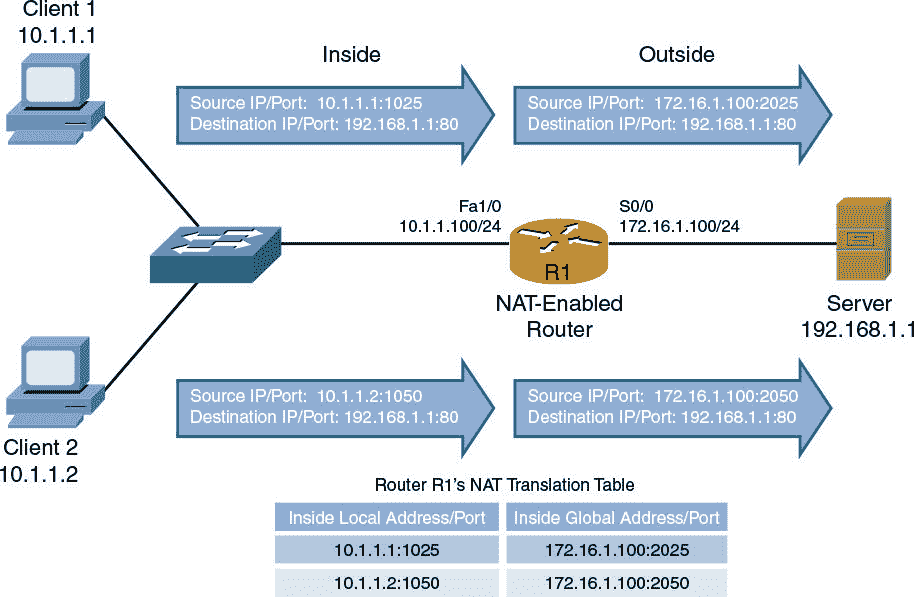 Client 1
10.1.1.1
Inside
Outside
Source IP/Port: 10.1.1.1:1025
Destination IP/Port: 192.168.1.1:80
Source IP/Port: 172.16.1.100:2025
Destination IP/Port: 192.168.1.1:80
Fa1/0
10.1.1.100/24
S0/0
172.16.1.100/24
R1
NAT-Enabled
Router
Server
192.168.1.1
Source IP/Port: 10.1.1.2:1050
Destination IP/Port: 192.168.1.1:80
Source IP/Port: 172.16.1.100:2050
Destination IP/Port: 192.168.1.1:80
Client 2
10.1.1.2
Router R1's NAT Translation Table
Inside Local Address/Port
Inside Global Address/Port
10.1.1.1:1025
172.16.1.100:2025
10.1.1.2:1050
172.16.1.100:2050